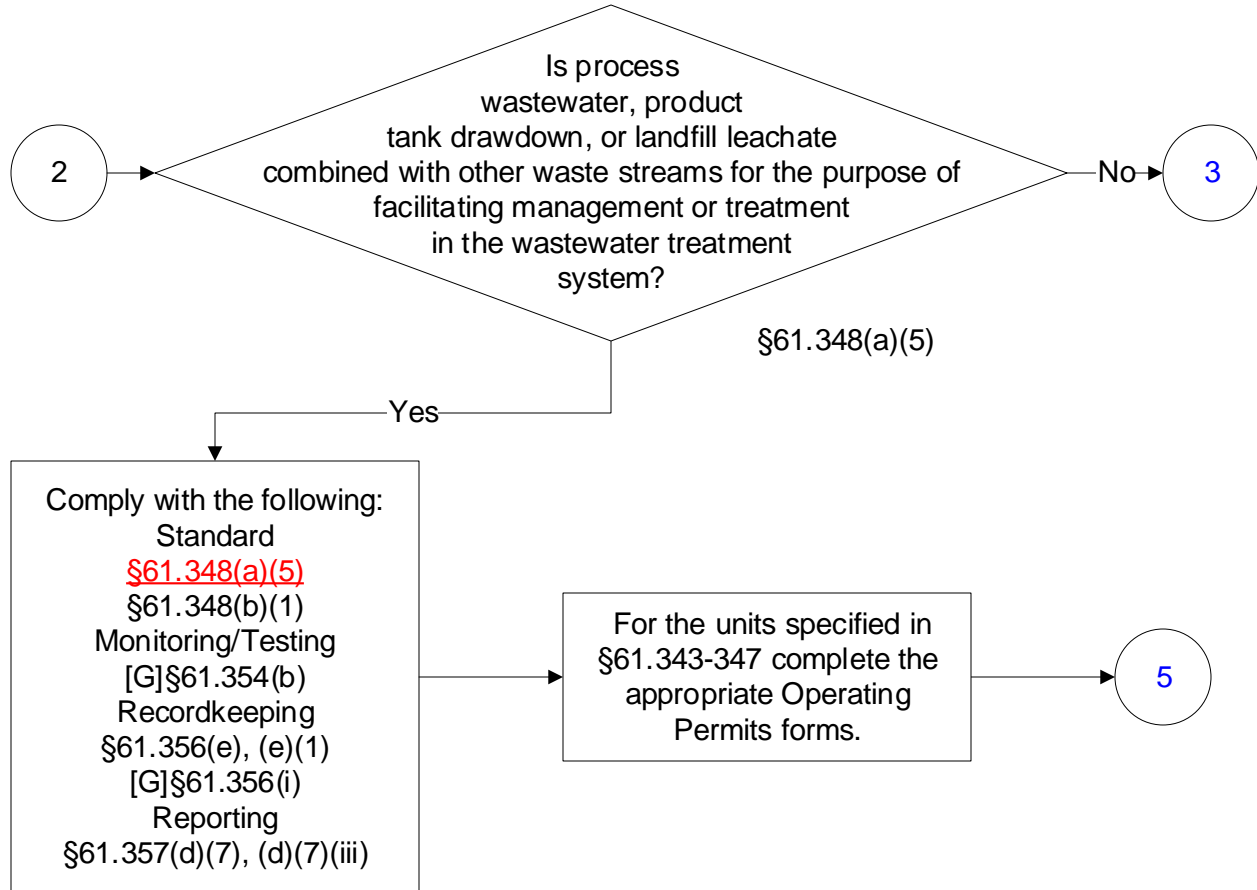 Is process
wastewater, product
tank drawdown, or landfill leachate
combined with other waste streams for the purpose of
facilitating management or treatment
in the wastewater treatment
system?
2
No
3
§61.348(a)(5)
Yes
Comply with the following:
Standard
§61.348(a)(5)
§61.348(b)(1)
Monitoring/Testing
[G]§61.354(b)
Recordkeeping
§61.356(e), (e)(1)
[G]§61.356(i)
Reporting
§61.357(d)(7), (d)(7)(iii)
For the units specified in
§61.343-347 complete the
appropriate Operating
Permits forms.
5